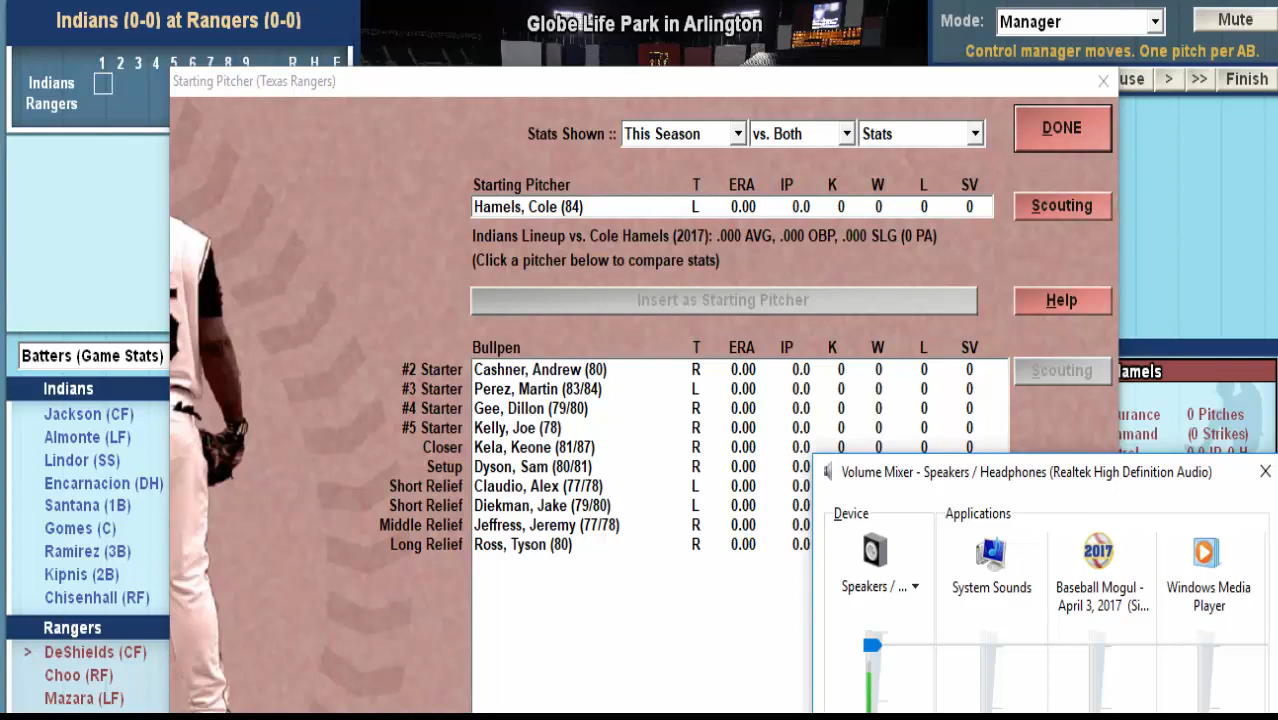 Indians (0-0) at Rangers (0-0)
Globe Life Park in Arlington
Mode: Manager
Mute
Control manager moves. One pitch per AB.
1 2 3 4 5 6 7 8 9 R H E
Indians
Rangers
use > >> Finish
Starting Pitcher (Texas Rangers)
Stats Shown :: This Season vs. Both Stats
DONE
Starting Pitcher T ERA IP K W L SV
Hamels, Cole (84) L 0.00 0.0 0 0 0 0
Scouting
Indians Lineup vs. Cole Hamels (2017): .000 AVG, .000 OBP, .000 SLG (0 PA)
(Click a pitcher below to compare stats)
Insert as Starting Pitcher
Help
Bullpen T ERA IP K W L SV
#2 Starter Cashner, Andrew (80) R 0.00 0.0 0 0 0 0
#3 Starter Perez, Martin (83/84) L 0.00 0.0 0 0 0 0
#4 Starter Gee, Dillon (79/80) R 0.00 0.0 0 0 0 0
#5 Starter Kelly, Joe (78) R 0.00 0.0 0 0 0 0
Closer Kela, Keone (81/87) R 0.00 0.0 0 0 0 0
Setup Dyson, Sam (80/81) R 0.00 0.0
Short Relief Claudio, Alex (77/78) L 0.00 0.0
Short Relief Diekman, Jake (79/80) L 0.00 0.0
Middle Relief Jeffress, Jeremy (77/78) R 0.00 0.0
Long Relief Ross, Tyson (80) R 0.00 0.0
Scouting
amels
urance 0 Pitches
mand (0 Strikes)
Batters (Game Stats)
Indians
Jackson (CF)
Almonte (LF)
Lindor (SS)
Encarnacion (DH)
Santana (1B)
Gomes (C)
Ramirez (3B)
Kipnis (2B)
Chisenhall (RF)
Rangers
> DeShields (CF)
Choo (RF)
Mazara (LF)
Volume Mixer - Speakers / Headphones (Realtek High Definition Audio)
Device
Applications
2017
Speakers / ...
System Sounds
Baseball Mogul -
April 3, 2017 (Si...
Windows Media
Player